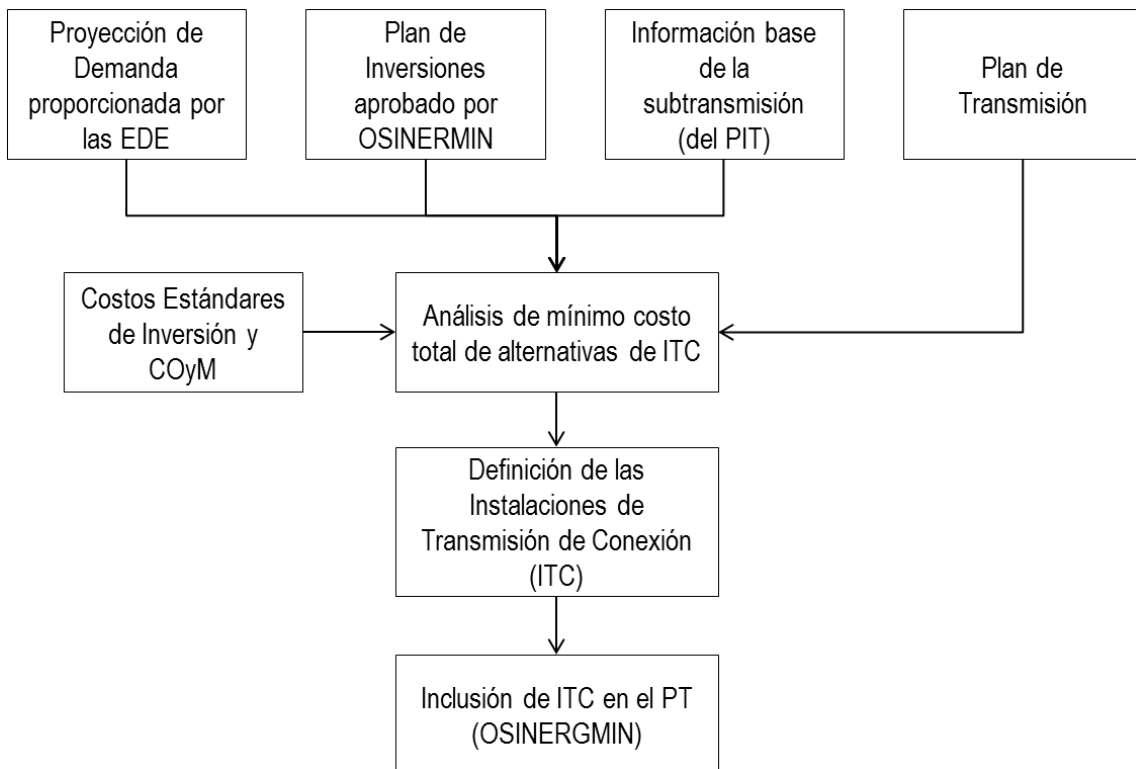 Proyección de
Demanda
proporcionada por
las EDE
Plan de
Inversiones
aprobado por
OSINERMIN
Información base
de la
subtransmisión
(del PIT)
Plan de
Transmisión
Costos Estándares
de Inversión y
COyM
Análisis de mínimo costo
total de alternativas de ITC
Definición de las
Instalaciones de
Transmisión de Conexión
(ITC)
Inclusión de ITC en el PT
(OSINERGMIN)